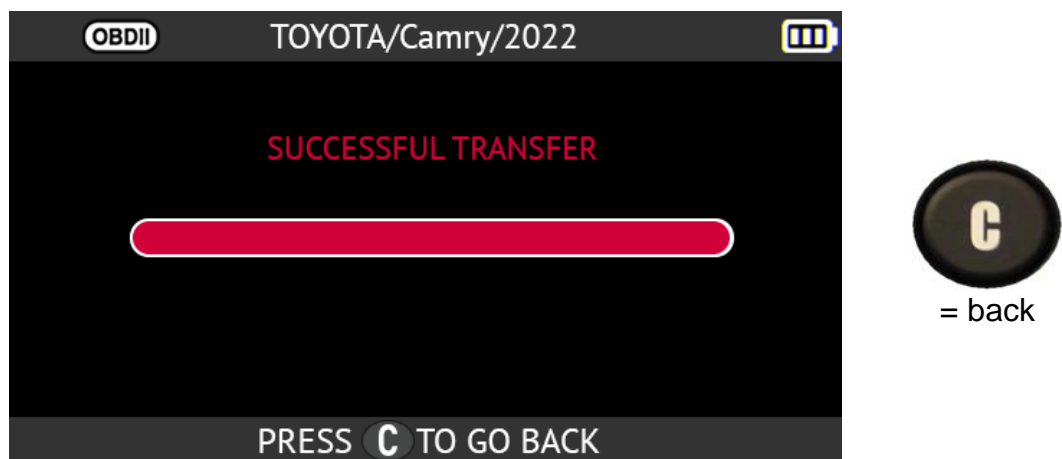 OBDII TOYOTA/Camry/2022
SUCCESSFUL TRANSFER
C
= back
PRESS C TO GO BACK